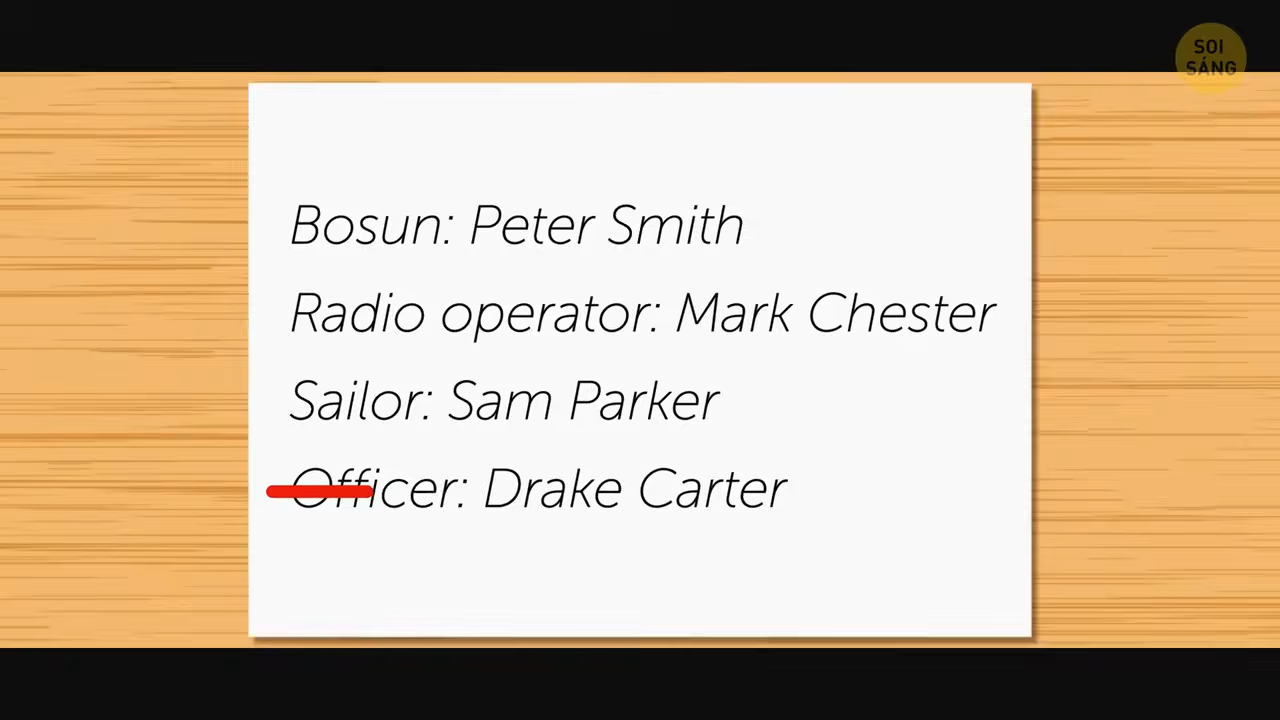 SOI
SÁNG
Bosun: Peter Smith
Radio operator: Mark Chester
Sailor: Sam Parker
Officer: Drake Carter